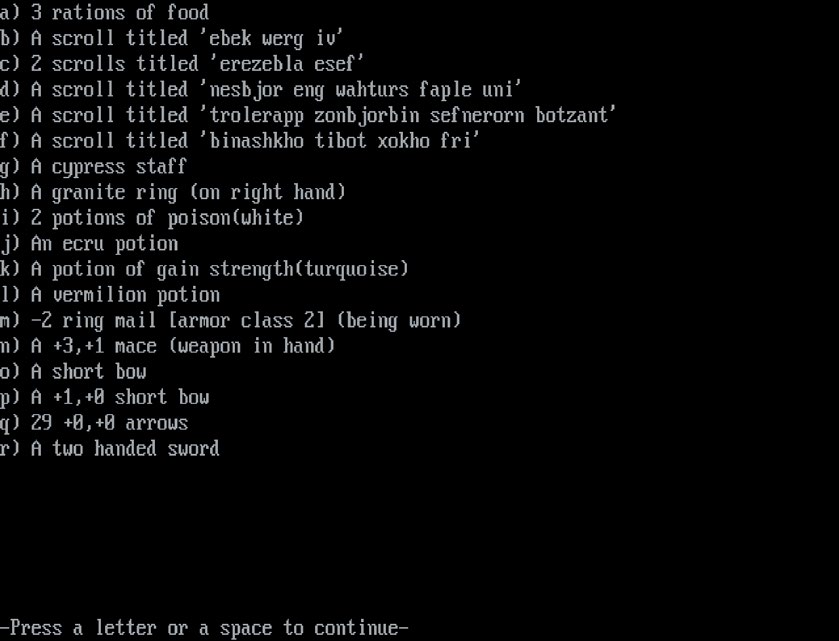 a) 3 rations of food
b) A scroll titled 'ebek werg iv'
c) 2 scrolls titled 'erezebla esef'
d) A scroll titled 'nesbjor eng wahturs faple uni'
e) A scroll titled 'trolerapp zonbjorbin sefnerorn botzant'
f) A scroll titled 'binashkho tibot xokho fri'
g) A cypress staff
h) A granite ring (on right hand)
i) 2 potions of poison(white)
j) An ecru potion
k) A potion of gain strength(turquoise)
l) A vermilion potion
m) -2 ring mail [armor class 2] (being worn)
n) A +3,+1 mace (weapon in hand)
o) A short bow
p) A +1,+0 short bow
q) 29 +0,+0 arrows
r) A two handed sword
-Press a letter or a space to continue-